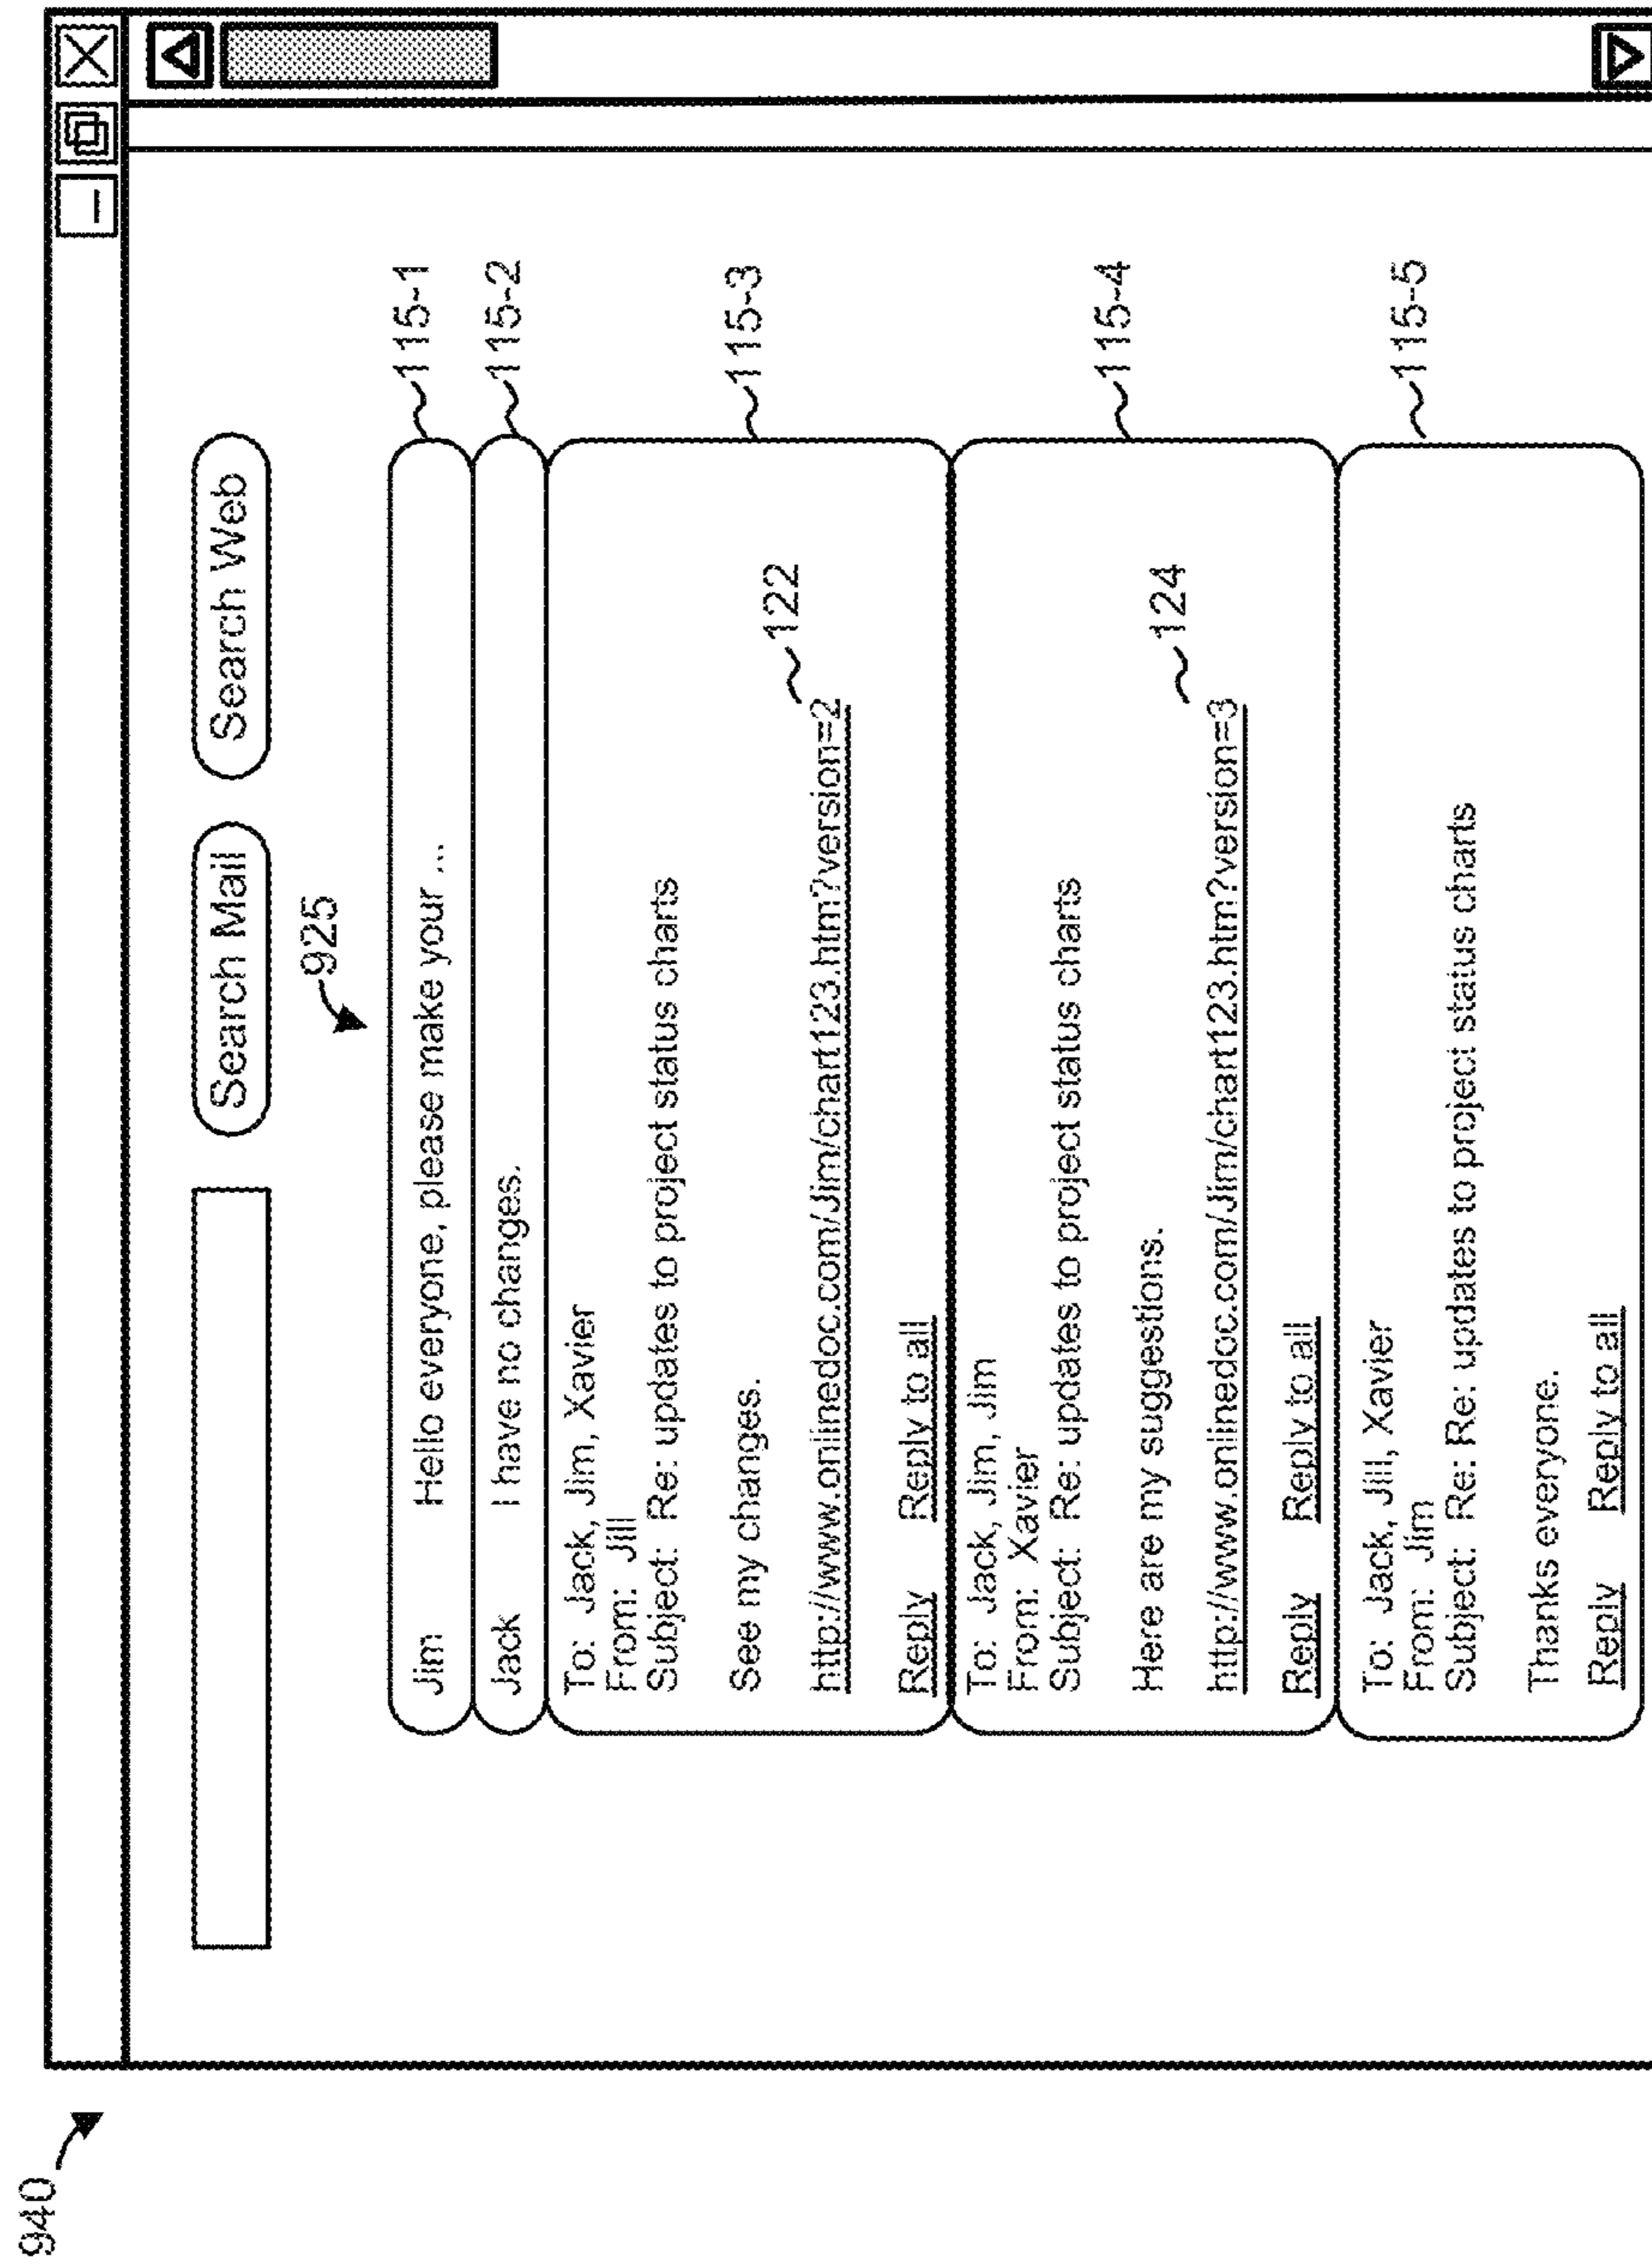 940
Search Mail Search Web
925
Jim Hello everyone, please make your ... 115-1
Jack I have no changes. 115-2
To: Jack, Jim, Xavier
From: Jill
Subject: Re: updates to project status charts
115-3
See my changes.
122
http://www.onlinedoc.com/Jim/chart123.htm?version=2
Reply Reply to all
To: Jack, Jim, Jim
From: Xavier
Subject: Re: updates to project status charts
115-4
Here are my suggestions.
124
http://www.onlinedoc.com/Jim/chart123.htm?version=3
Reply Reply to all
To: Jack, Jill, Xavier
From: Jim
115-5
Subject: Re: Re: updates to project status charts
Thanks everyone.
Reply Reply to all